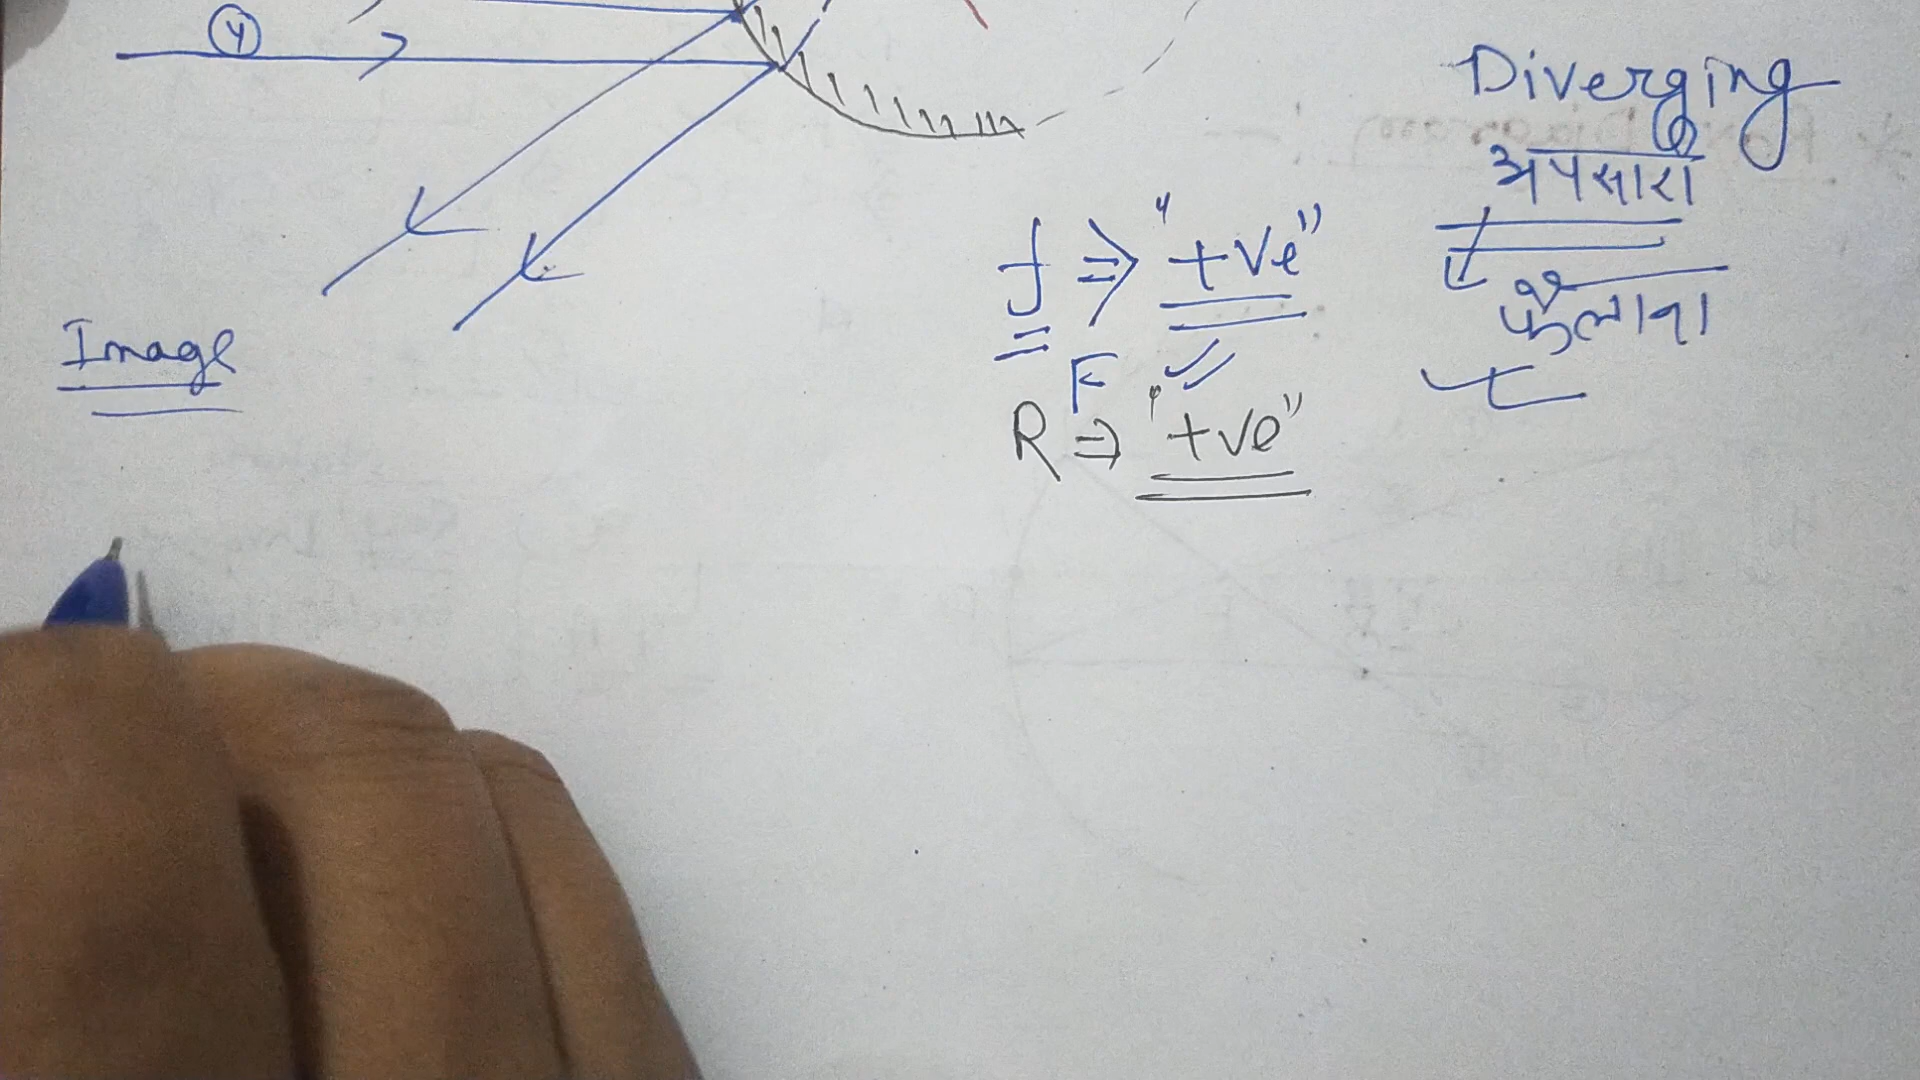 4
Diverging
अपसारी
f ⇒ "+ve"
फैलाना
Image
F
R ⇒ "+ve"